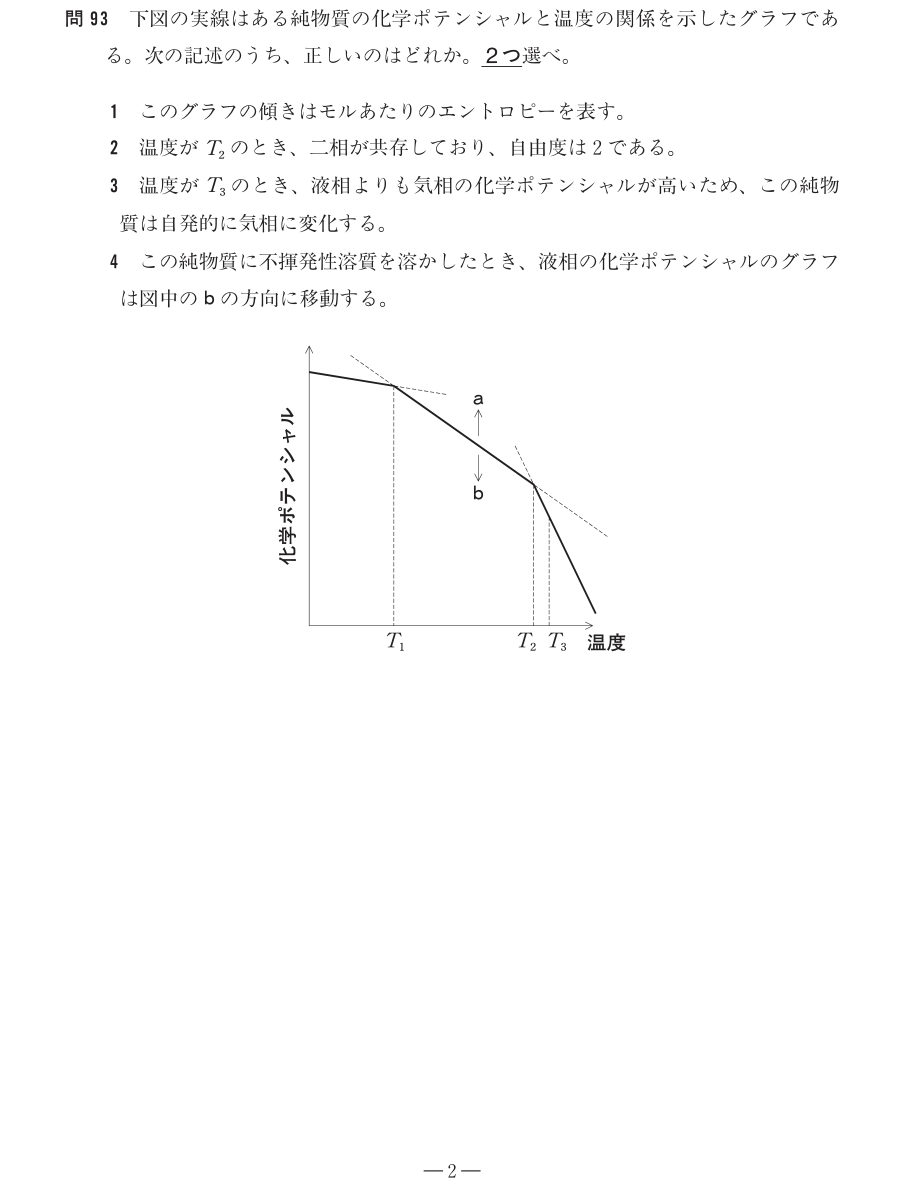 問 93　下図の実線はある純物質の化学ポテンシャルと温度の関係を示したグラフであ
る。次の記述のうち、正しいのはどれか。2つ選べ。
1　このグラフの傾きはモルあたりのエントロピーを表す。
2　温度が T₂ のとき、二相が共存しており、自由度は 2 である。
3　温度が T₃ のとき、液相よりも気相の化学ポテンシャルが高いため、この純物
質は自発的に気相に変化する。
4　この純物質に不揮発性溶質を溶かしたとき、液相の化学ポテンシャルのグラフ
は図中の b の方向に移動する。
化学ポテンシャル
a
b
T₁
T₂
T₃
温度
― 2 ―